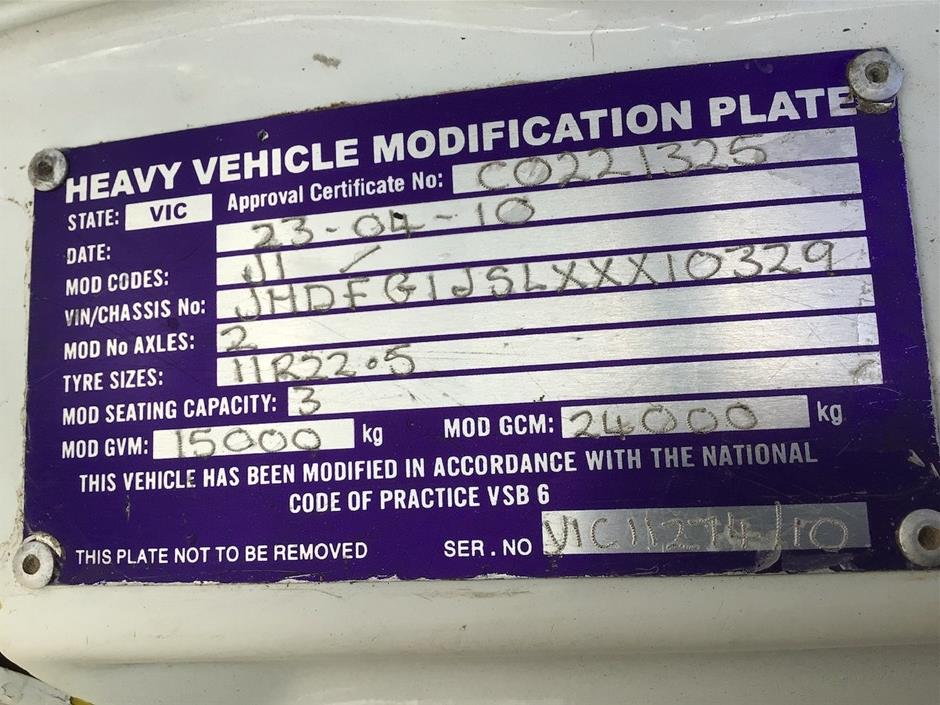 HEAVY VEHICLE MODIFICATION PLATE
STATE: VIC Approval Certificate No: CO221325
DATE: 23-04-10
MOD CODES: J1 /
VIN/CHASSIS No: JHDFG1JSLXXX10329
MOD No AXLES: 2
TYRE SIZES: 11R22.5
MOD SEATING CAPACITY: 3
MOD GVM: 15000 kg MOD GCM: 24000 kg
THIS VEHICLE HAS BEEN MODIFIED IN ACCORDANCE WITH THE NATIONAL
CODE OF PRACTICE VSB 6
THIS PLATE NOT TO BE REMOVED SER. NO VIC11274/10